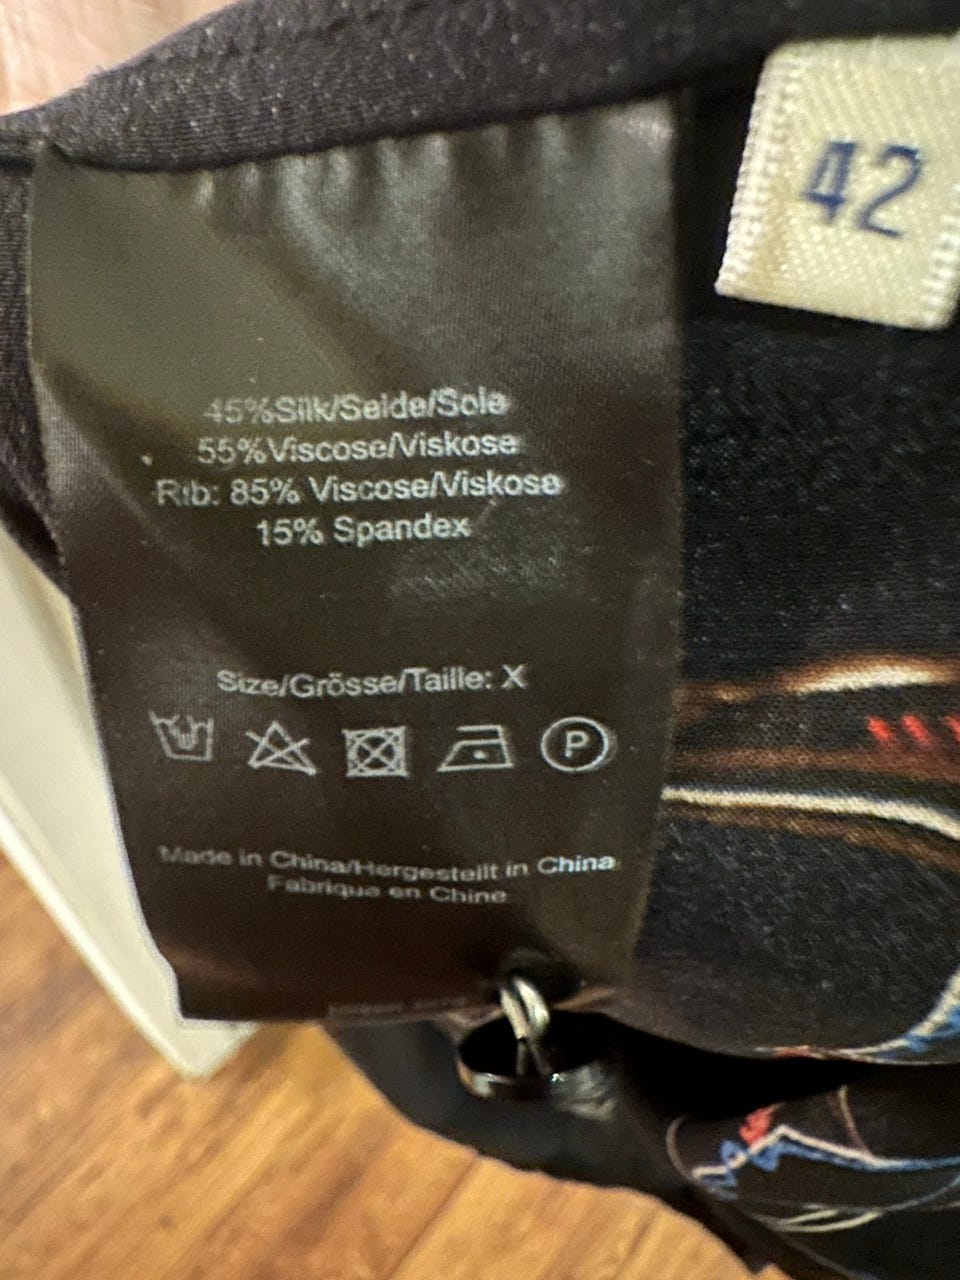 42
45%Silk/Seide/Soie
55%Viscose/Viskose
Rib: 85% Viscose/Viskose
15% Spandex
Size/Grösse/Taille: X
P
Made in China/Hergestellt in China
Fabrique en Chine